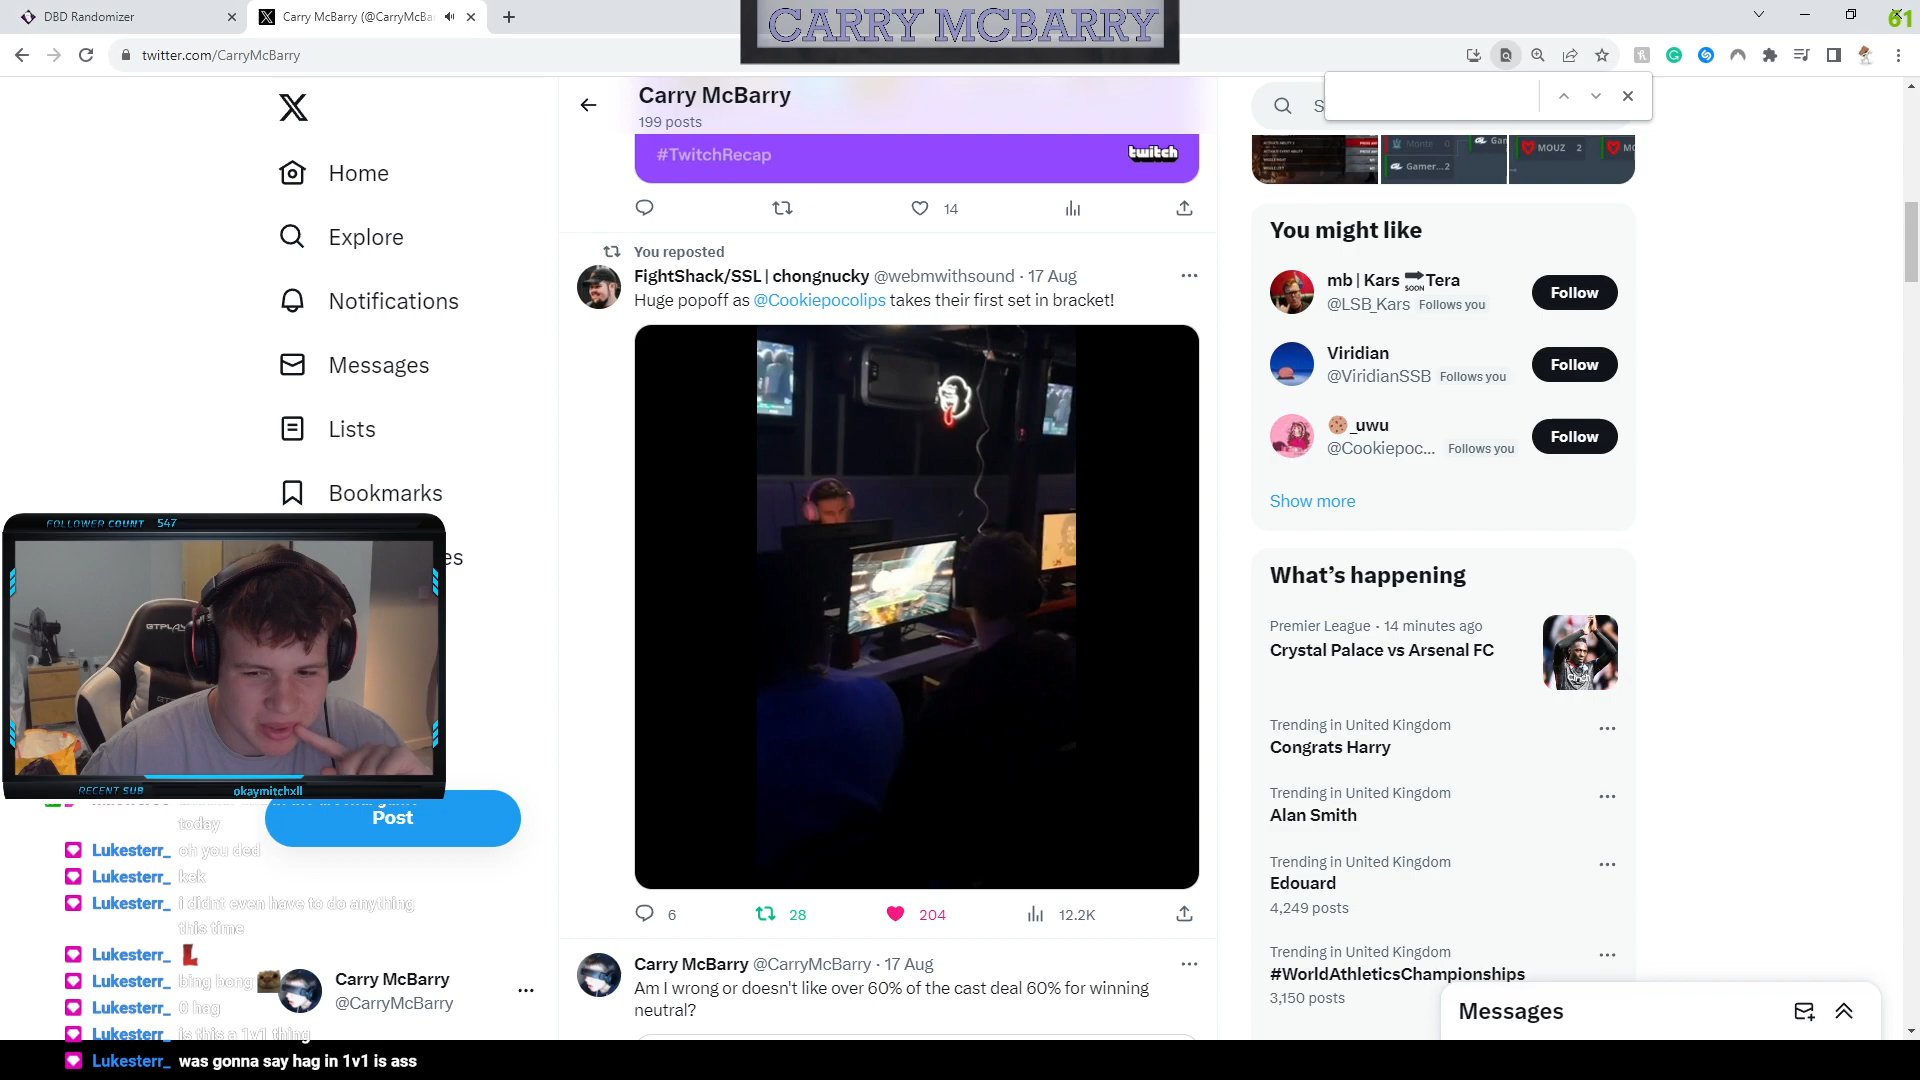 DBD Randomizer
Carry McBarry (@CarryMcBa
CARRY MCBARRY
61
twitter.com/CarryMcBarry
Carry McBarry
199 posts
#TwitchRecap
twitch
14
Home
Explore
Notifications
Messages
Lists
Bookmarks
es
Post
Carry McBarry
@CarryMcBarry
You reposted
FightShack/SSL | chongnucky @webmwithsound · 17 Aug
Huge popoff as @Cookiepocolips takes their first set in bracket!
6
28
204
12.2K
Carry McBarry @CarryMcBarry · 17 Aug
Am I wrong or doesn't like over 60% of the cast deal 60% for winning
neutral?
S
Monte 0
Gamer...2
Gan
MOUZ 2
MO
You might like
mb | Kars SOON Tera
@LSB_Kars Follows you
Follow
Viridian
@ViridianSSB Follows you
Follow
_uwu
@Cookiepoc... Follows you
Follow
Show more
What's happening
Premier League · 14 minutes ago
Crystal Palace vs Arsenal FC
cinch
Trending in United Kingdom
Congrats Harry
Trending in United Kingdom
Alan Smith
Trending in United Kingdom
Edouard
4,249 posts
Trending in United Kingdom
#WorldAthleticsChampionships
3,150 posts
Messages
FOLLOWER COUNT 547
GTPLAY
RECENT SUB okaymitchxll
today
Lukesterr_ oh you ded
Lukesterr_ kek
Lukesterr_ i didnt even have to do anything
this time
Lukesterr_
Lukesterr_ bing bong
Lukesterr_ 0 hag
Lukesterr_ is this a 1v1 thing
Lukesterr_ was gonna say hag in 1v1 is ass